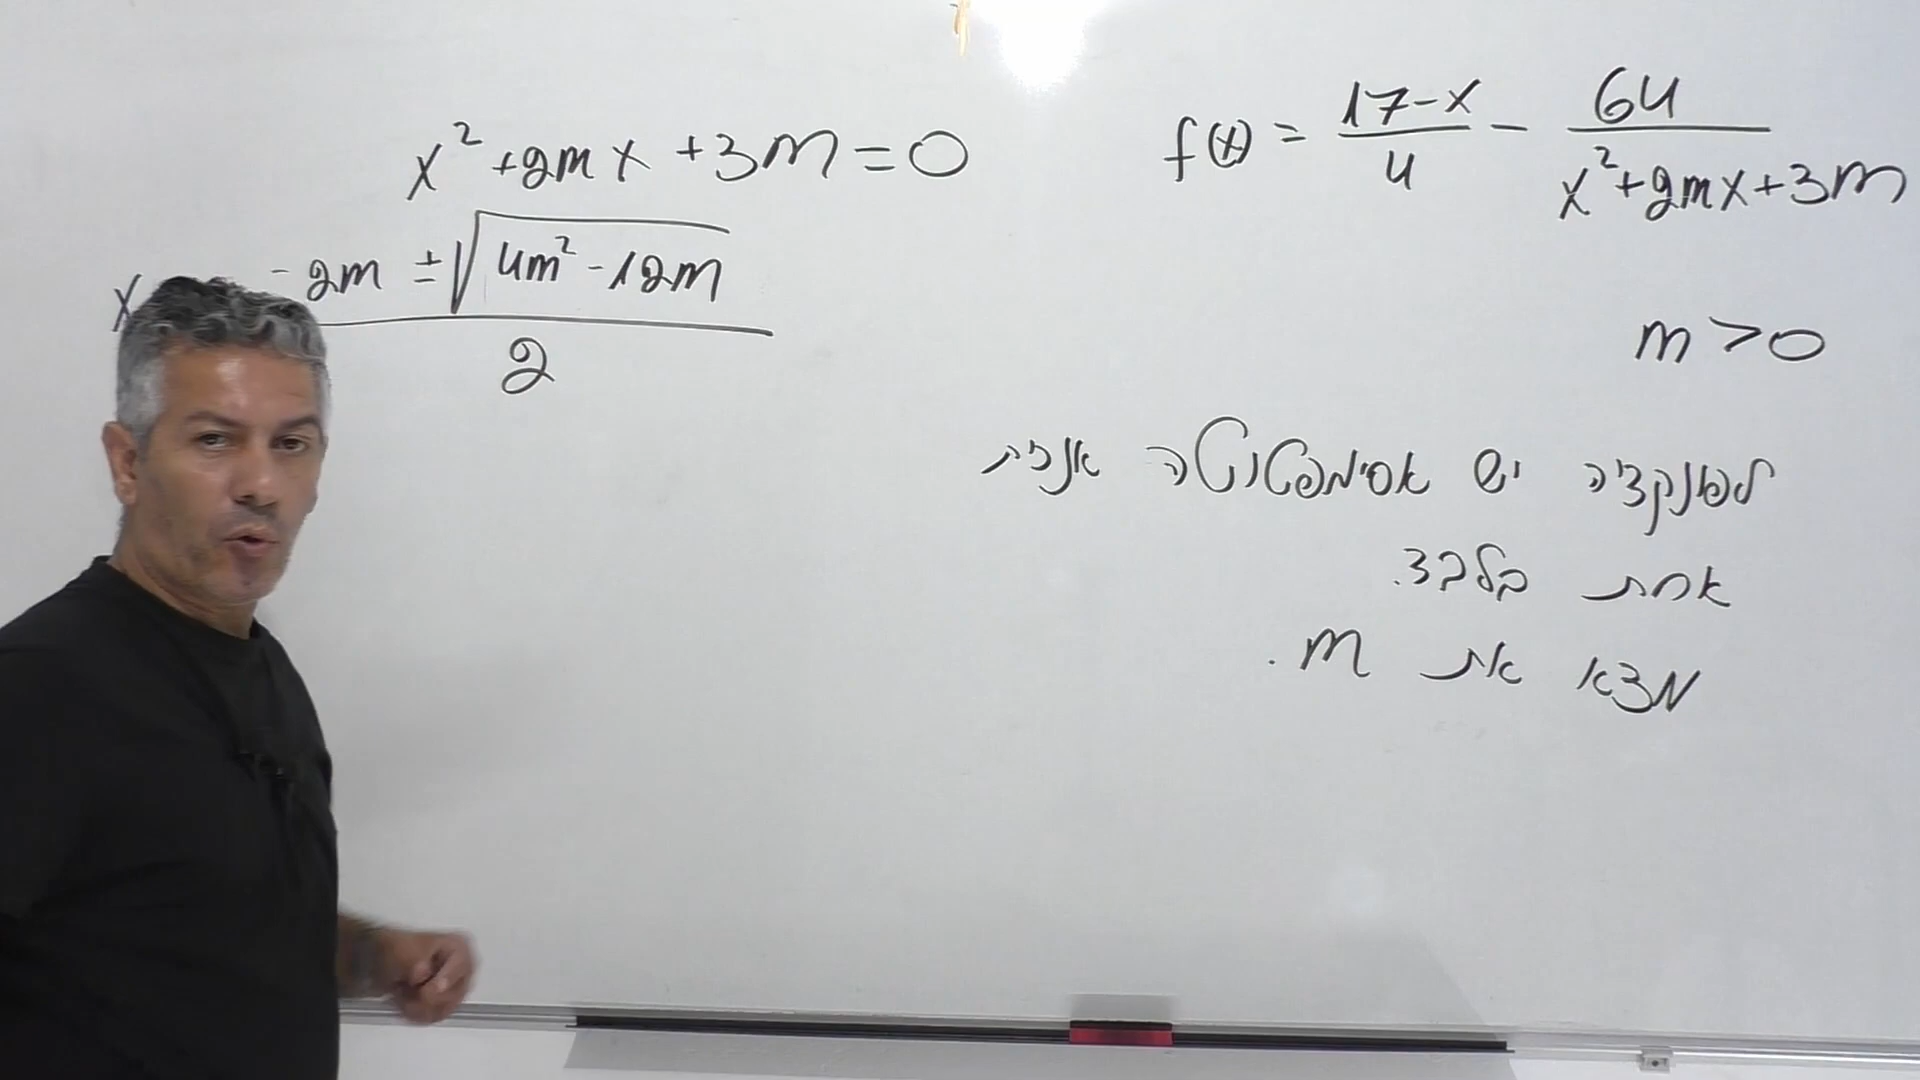 f(x) = (17-x)/4 - 64/(x²+2mx+3m)
m > 0
לפונקציה יש אסימפטוטה אנכית
אחת בלבד.
מצא את m.
x² + 2mx + 3m = 0
x -2m ± √(4m² - 12m)
2